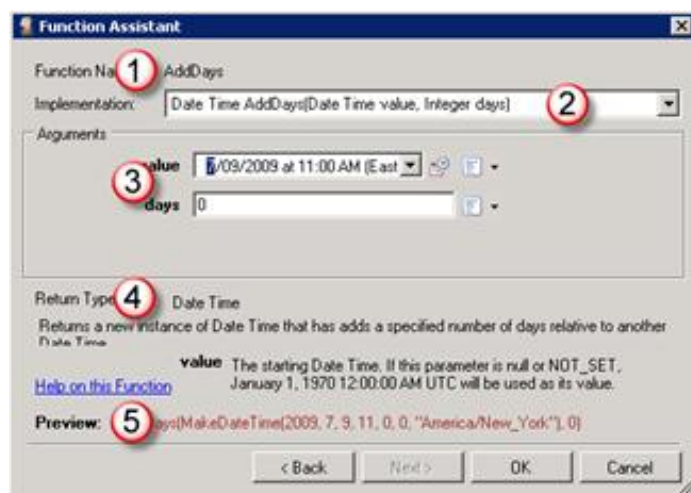 Function Assistant
Function Na 1 AddDays
Implementation: Date Time AddDays(Date Time value, Integer days) 2
Arguments
value /09/2009 at 11:00 AM (East
3
days 0
Return Type 4 Date Time
Returns a new instance of Date Time that has adds a specified number of days relative to another
Date Time
value The starting Date Time. If this parameter is null or NOT_SET,
Help on this Function January 1, 1970 12:00:00 AM UTC will be used as its value.
Preview: 5 ays(MakeDateTime(2009, 7, 9, 11, 0, 0, "America/New_York"), 0)
< Back Next > OK Cancel